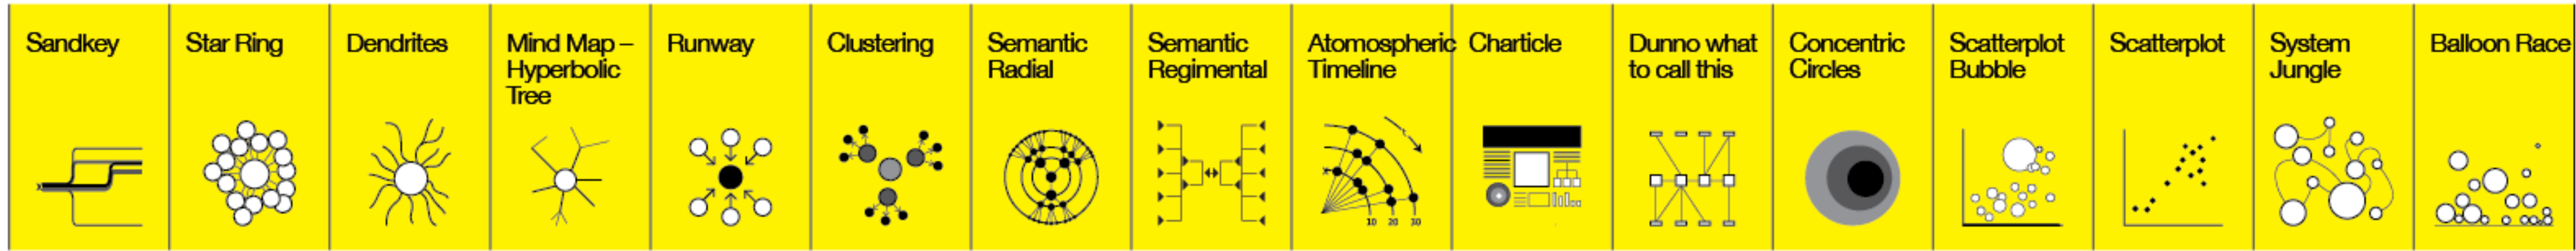 Sandkey
Star Ring
Dendrites
Mind Map –
Hyperbolic
Tree
Runway
Clustering
Semantic
Radial
Semantic
Regimental
Atomospheric
Timeline
10 20 30
Charticle
Dunno what
to call this
Concentric
Circles
Scatterplot
Bubble
Scatterplot
System
Jungle
Balloon Race